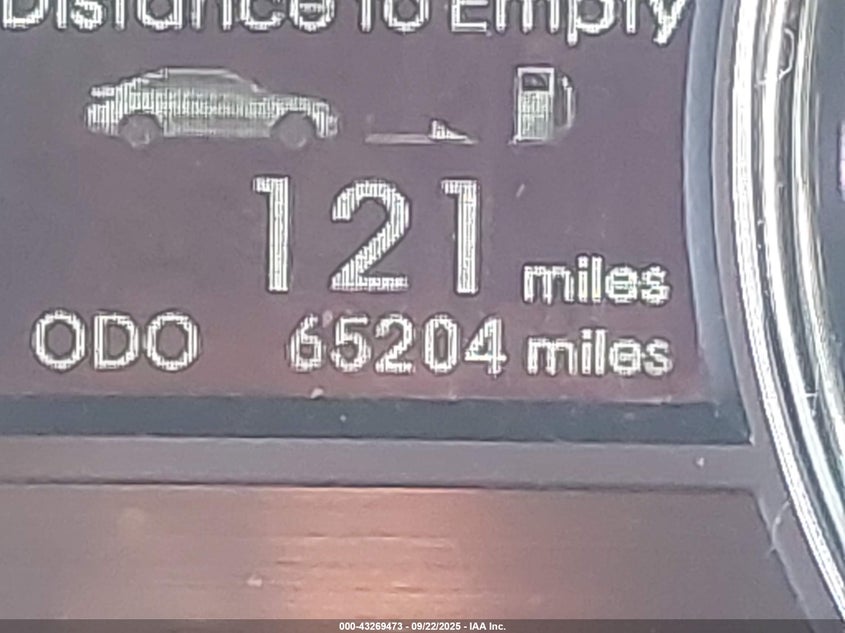 Distance to Empty
121 miles
ODO 65204 miles
000-43269473 - 09/22/2025 - IAA Inc.